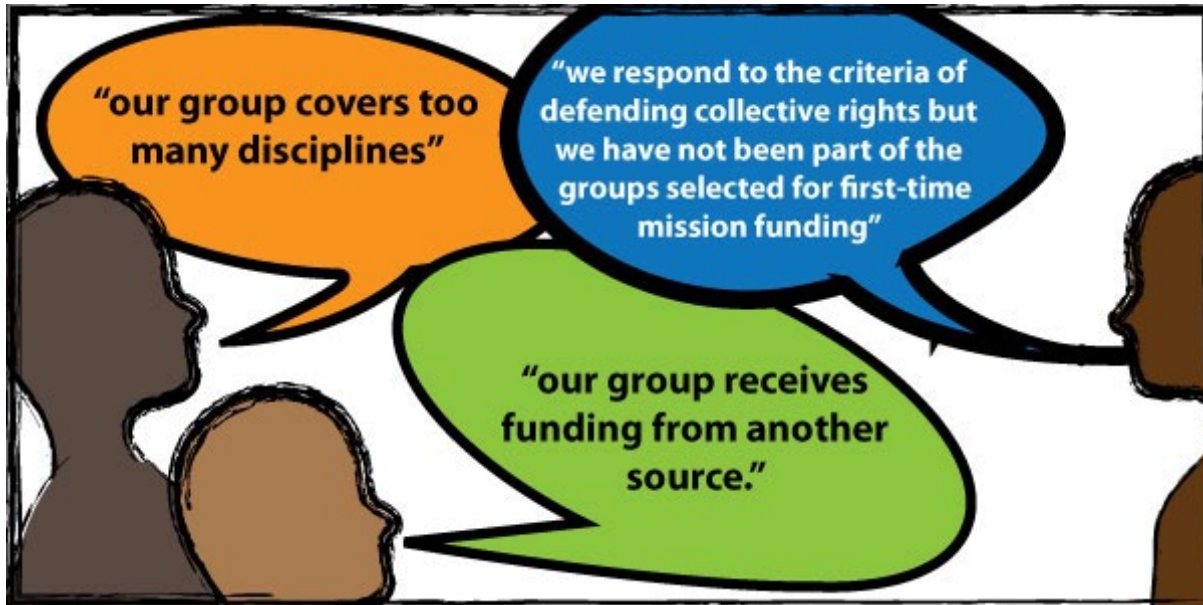 “our group covers too
many disciplines”
“we respond to the criteria of
defending collective rights but
we have not been part of the
groups selected for first-time
mission funding”
“our group receives
funding from another
source.”